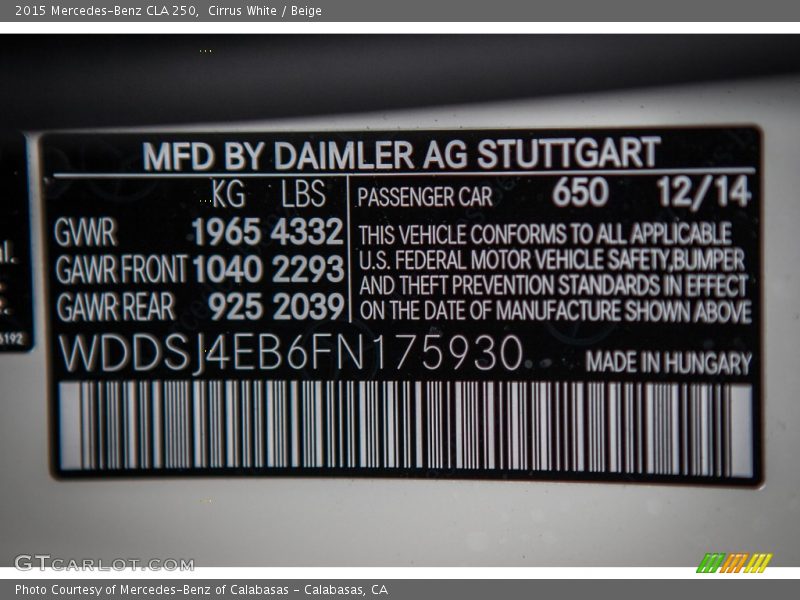 2015 Mercedes-Benz CLA 250,  Cirrus White / Beige
MFD BY DAIMLER AG STUTTGART
KG LBS
GWWR 1965 4332
GAWR FRONT 1040 2293
GAWR REAR 925 2039
PASSENGER CAR 650 12/14
THIS VEHICLE CONFORMS TO ALL APPLICABLE
U.S. FEDERAL MOTOR VEHICLE SAFETY,BUMPER
AND THEFT PREVENTION STANDARDS IN EFFECT
ON THE DATE OF MANUFACTURE SHOWN ABOVE
WDDSJ4EB6FN175930
MADE IN HUNGARY
GTCARLOT.COM
Photo Courtesy of Mercedes-Benz of Calabasas - Calabasas, CA